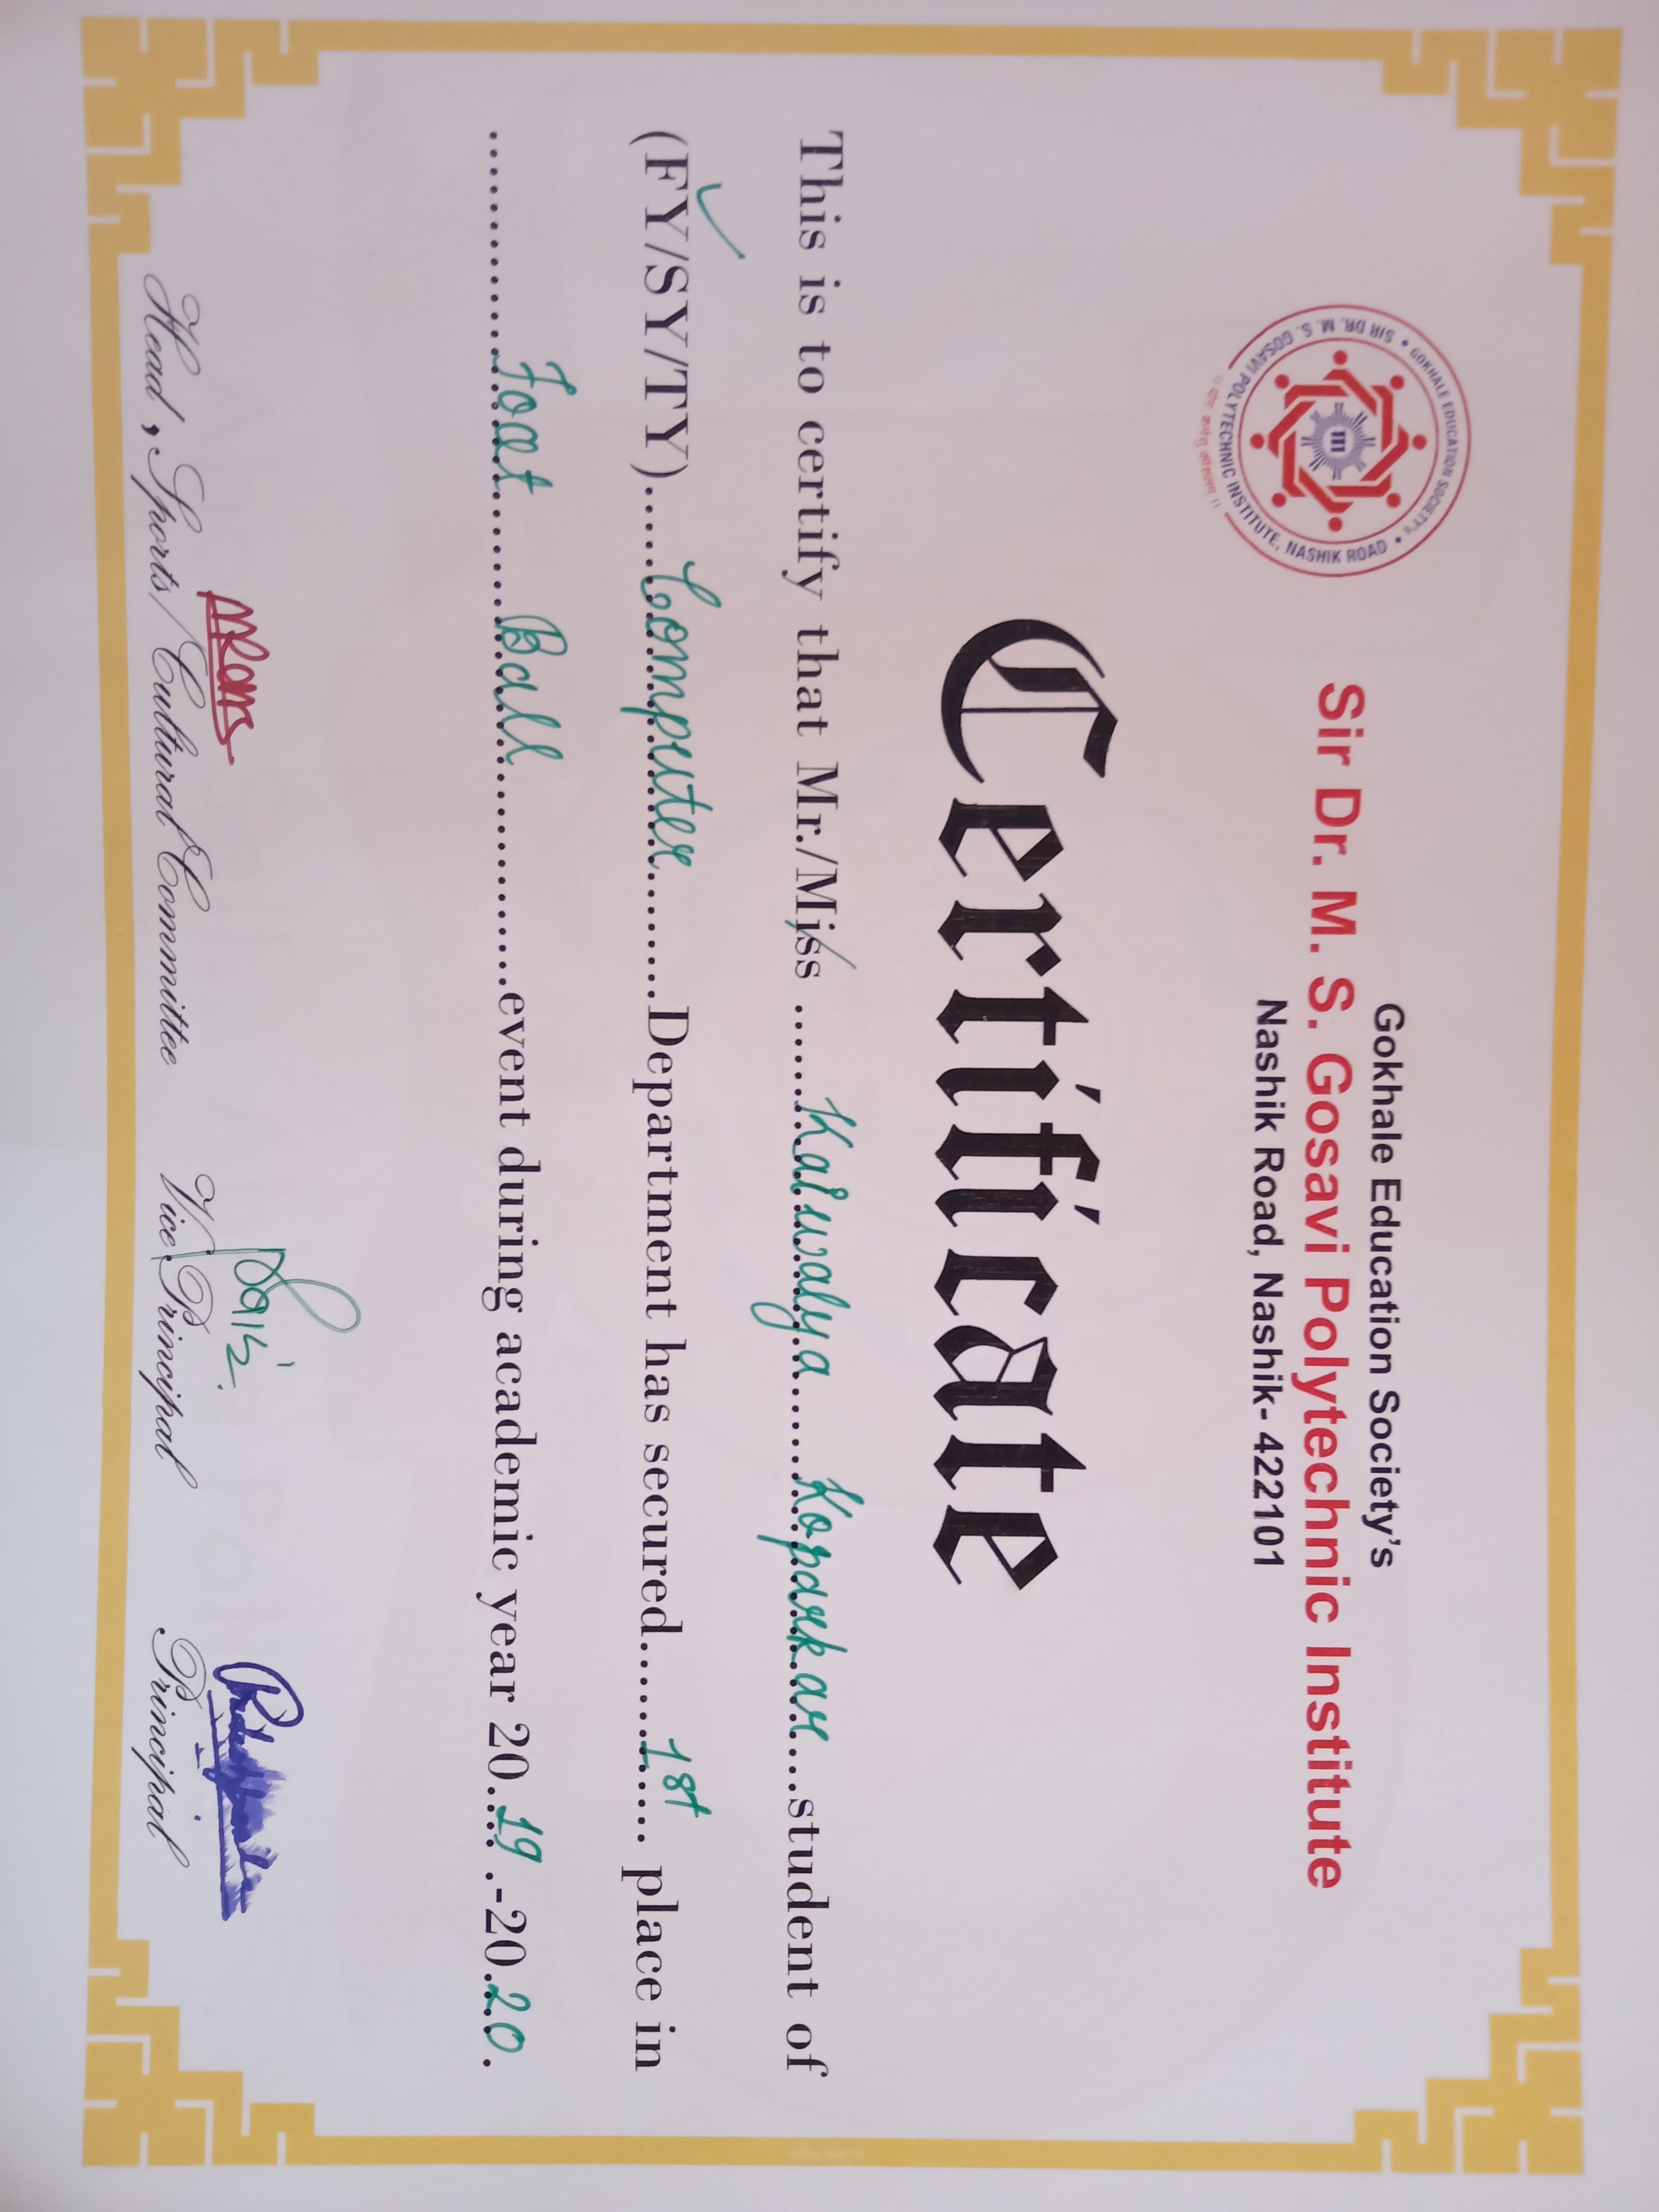 GOKHALE EDUCATION SOCIETY'S
SIR DR. M. S. GOSAVI POLYTECHNIC INSTITUTE, NASHIK ROAD
m
।। योगः कर्मसु कौशलम् ।।
Gokhale Education Society's
Sir Dr. M. S. Gosavi Polytechnic Institute
Nashik Road, Nashik- 422101
Certificate
This is to certify that Mr./Miss ......Kaiwalya......Koparkar...student of
(FY/SY/TY).....Computer........Department has secured......1st..... place in
............Foot......Ball............event during academic year 20..19..-20.20.
Head , Sports/Cultural Committee
Vice Principal
Principal